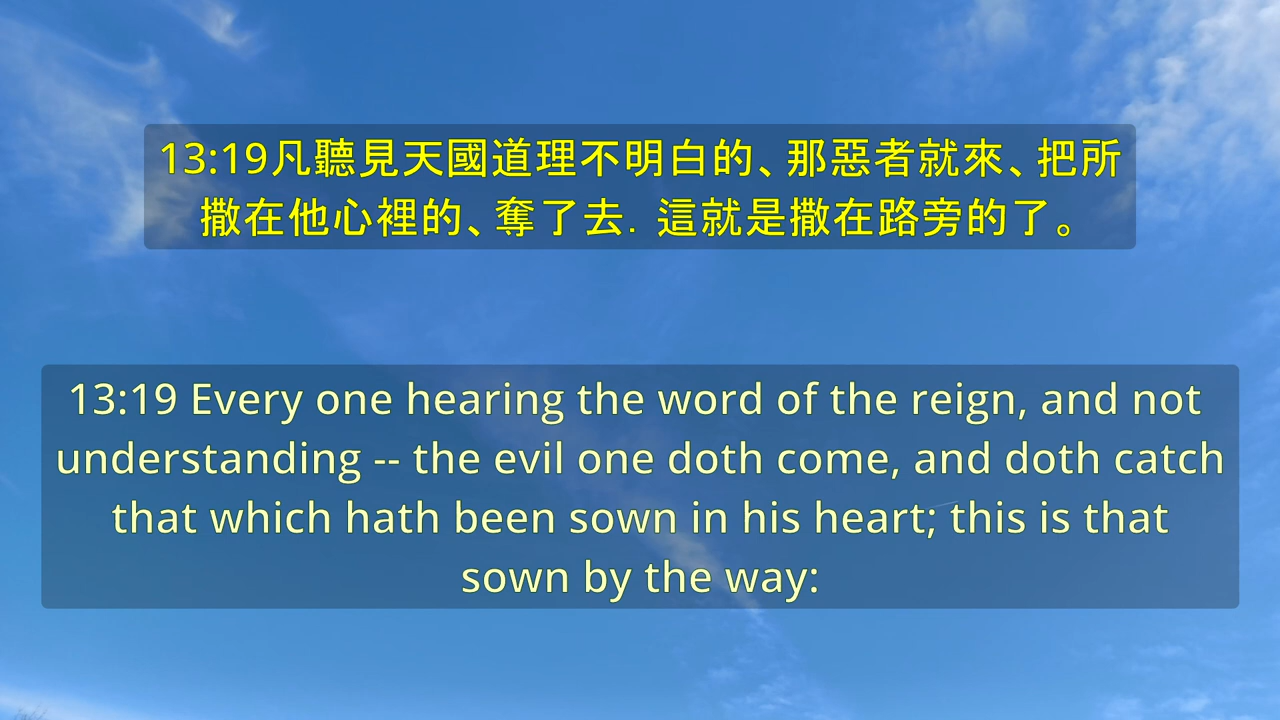 13:19凡聽見天國道理不明白的、那惡者就來、把所
撒在他心裡的、奪了去．這就是撒在路旁的了。
13:19 Every one hearing the word of the reign, and not
understanding -- the evil one doth come, and doth catch
that which hath been sown in his heart; this is that
sown by the way: